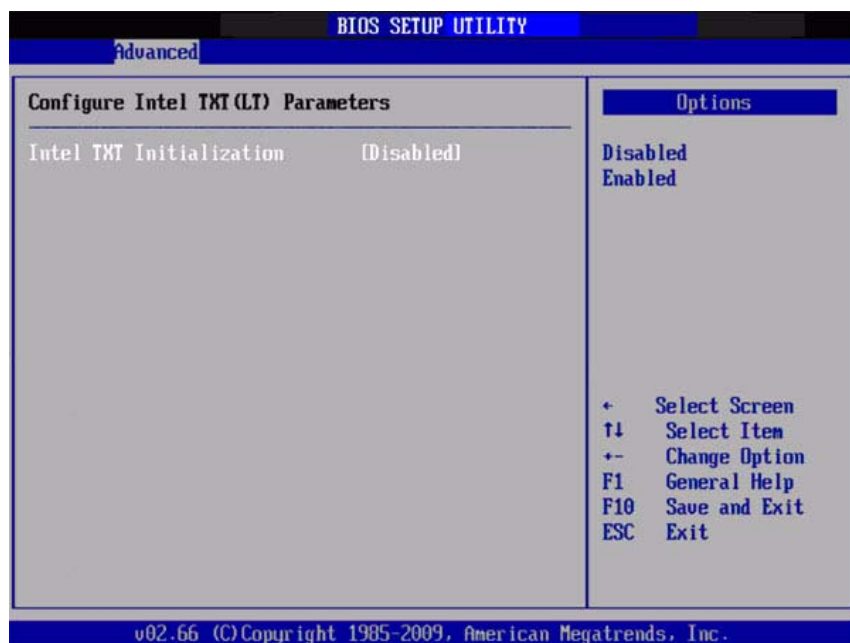 BIOS SETUP UTILITY
Advanced
Configure Intel TXT(LT) Parameters
Intel TXT Initialization [Disabled]
Options
Disabled
Enabled
← Select Screen
↑↓ Select Item
+- Change Option
F1 General Help
F10 Save and Exit
ESC Exit
v02.66 (C)Copyright 1985-2009, American Megatrends, Inc.